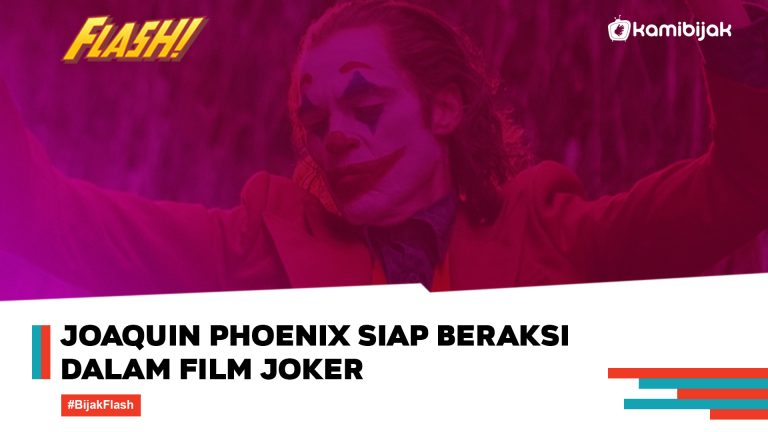 FLASH!
kamibijak
JOAQUIN PHOENIX SIAP BERAKSI
DALAM FILM JOKER
#BijakFlash